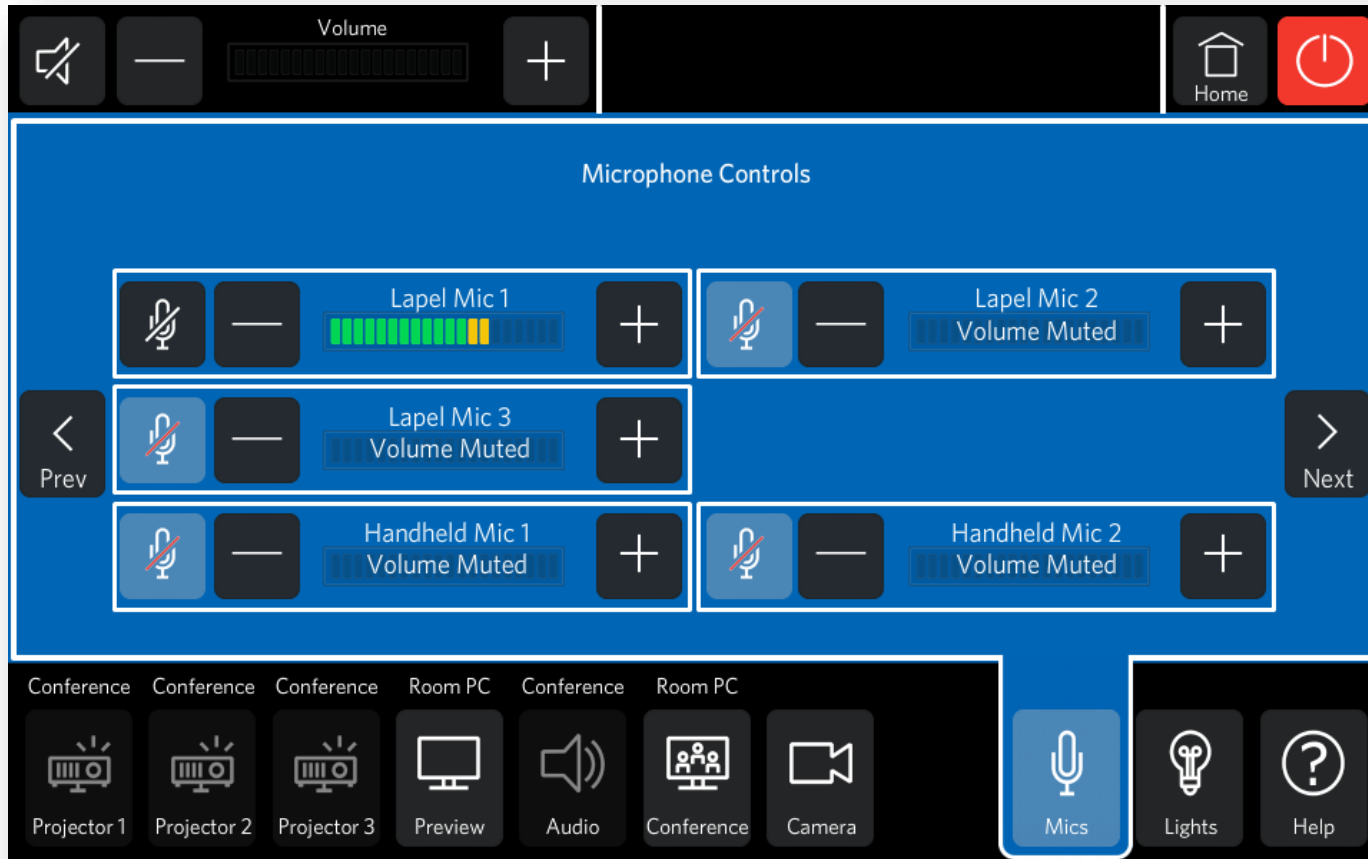 Volume
Home
Microphone Controls
Lapel Mic 1
Lapel Mic 2
Volume Muted
Lapel Mic 3
Volume Muted
Prev
Next
Handheld Mic 1
Volume Muted
Handheld Mic 2
Volume Muted
Conference
Conference
Conference
Room PC
Conference
Room PC
Projector 1
Projector 2
Projector 3
Preview
Audio
Conference
Camera
Mics
Lights
Help